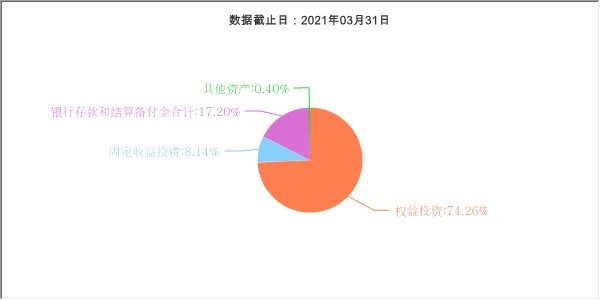 数据截止日：2021年03月31日
其他资产:0.40%
银行存款和结算备付金合计:17.20%
固定收益投资:8.14%
权益投资:74.26%